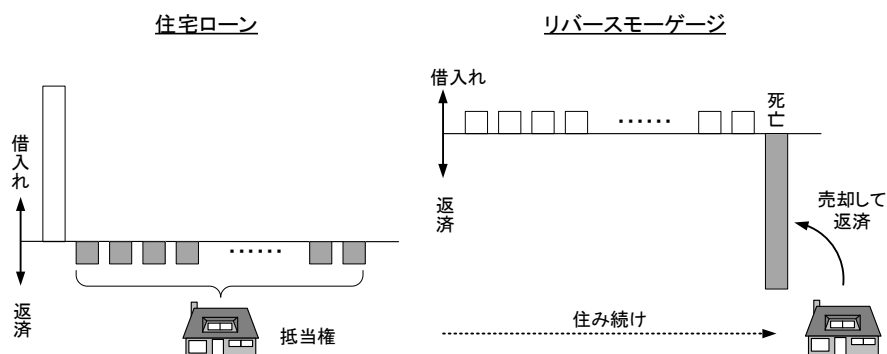 住宅ローン
借入れ
返済
‥‥‥
抵当権
リバースモーゲージ
借入れ
返済
‥‥‥
死亡
売却して
返済
住み続け